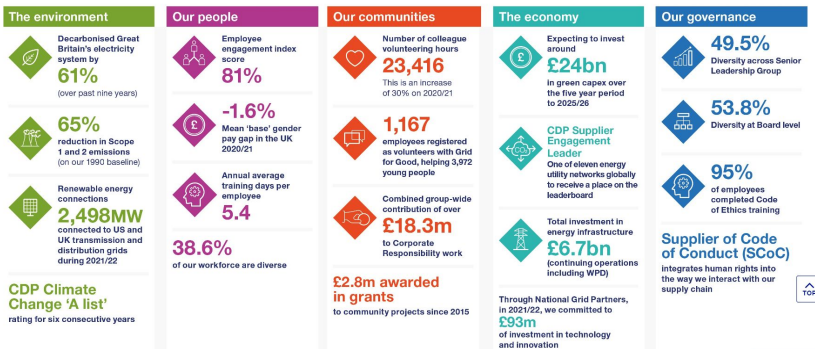 The environment
Decarbonised Great
Britain's electricity
system by
61%
(over past nine years)
65%
reduction in Scope
1 and 2 emissions
(on our 1990 baseline)
Renewable energy
connections
2,498MW
connected to US and
UK transmission and
distribution grids
during 2021/22
CDP Climate
Change 'A list'
rating for six consecutive years
Our people
Employee
engagement index
score
81%
-1.6%
Mean 'base' gender
pay gap in the UK
2020/21
Annual average
training days per
employee
5.4
38.6%
of our workforce are diverse
Our communities
Number of colleague
volunteering hours
23,416
This is an increase
of 30% on 2020/21
1,167
employees registered
as volunteers with Grid
for Good, helping 3,972
young people
Combined group-wide
contribution of over
£18.3m
to Corporate
Responsibility work
£2.8m awarded
in grants
to community projects since 2015
The economy
£
Expecting to invest
around
£24bn
in green capex over
the five year period
to 2025/26
CO₂
CDP Supplier
Engagement
Leader
One of eleven energy
utility networks globally
to receive a place on the
leaderboard
Total investment in
energy infrastructure
£6.7bn
(continuing operations
including WPD)
Through National Grid Partners,
in 2021/22, we committed to
£93m
of investment in technology
and innovation
Our governance
49.5%
Diversity across Senior
Leadership Group
53.8%
Diversity at Board level
95%
of employees
completed Code
of Ethics training
Supplier of Code
of Conduct (SCoC)
integrates human rights into
the way we interact with our
supply chain
TOP